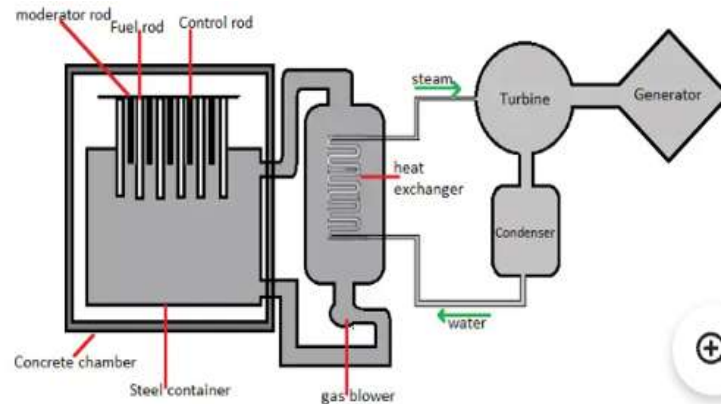 moderator rod
Fuel rod
Control rod
steam
Turbine
Generator
heat
exchanger
Condenser
water
Concrete chamber
Steel container
gas blower